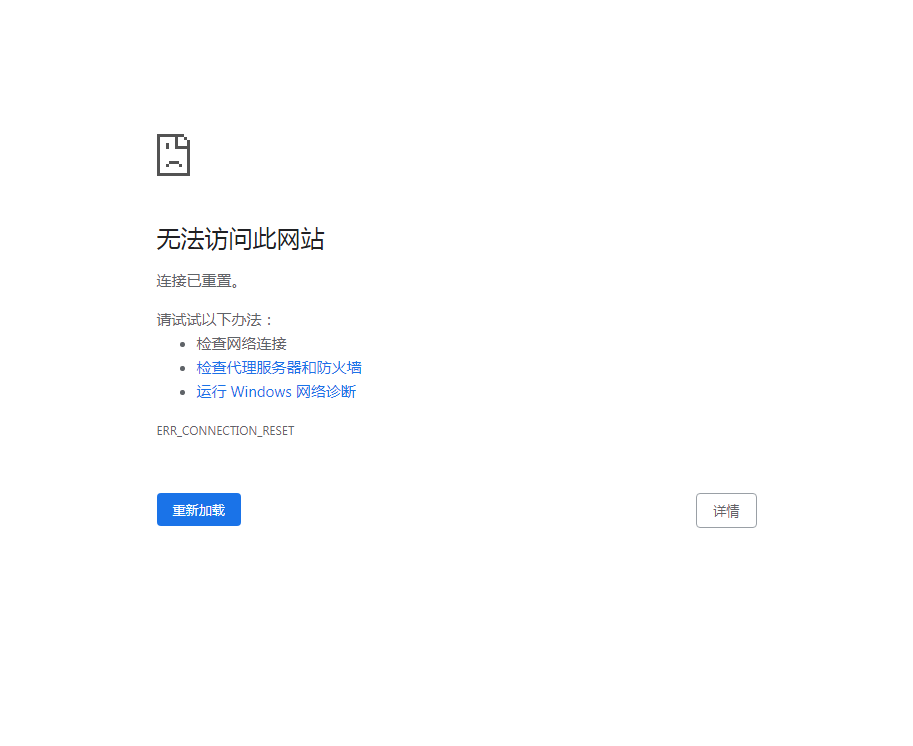 无法访问此网站
连接已重置。
请试试以下办法：
检查网络连接
检查代理服务器和防火墙
运行 Windows 网络诊断
ERR_CONNECTION_RESET
重新加载
详情